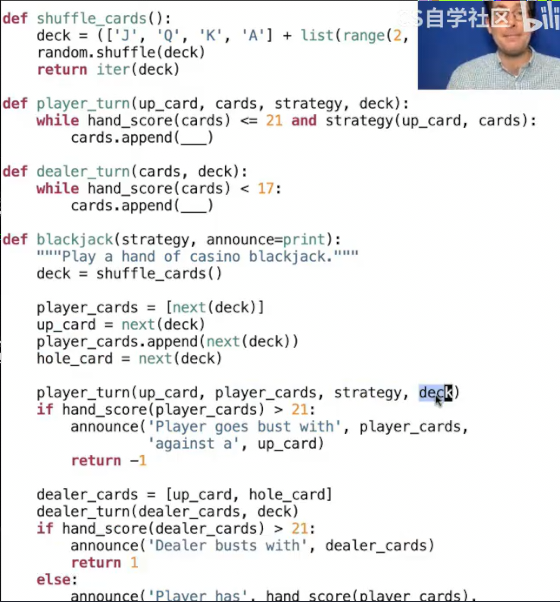 def shuffle_cards():
自学社区
deck = (['J', 'Q', 'K', 'A'] + list(range(2,
random.shuffle(deck)
return iter(deck)
def player_turn(up_card, cards, strategy, deck):
while hand_score(cards) <= 21 and strategy(up_card, cards):
cards.append(___)
def dealer_turn(cards, deck):
while hand_score(cards) < 17:
cards.append(___)
def blackjack(strategy, announce=print):
"""Play a hand of casino blackjack."""
deck = shuffle_cards()
player_cards = [next(deck)]
up_card = next(deck)
player_cards.append(next(deck))
hole_card = next(deck)
player_turn(up_card, player_cards, strategy, deck)
if hand_score(player_cards) > 21:
announce('Player goes bust with', player_cards,
'against a', up_card)
return -1
dealer_cards = [up_card, hole_card]
dealer_turn(dealer_cards, deck)
if hand_score(dealer_cards) > 21:
announce('Dealer busts with', dealer_cards)
return 1
else:
announce('Player has', hand_score(player_cards),